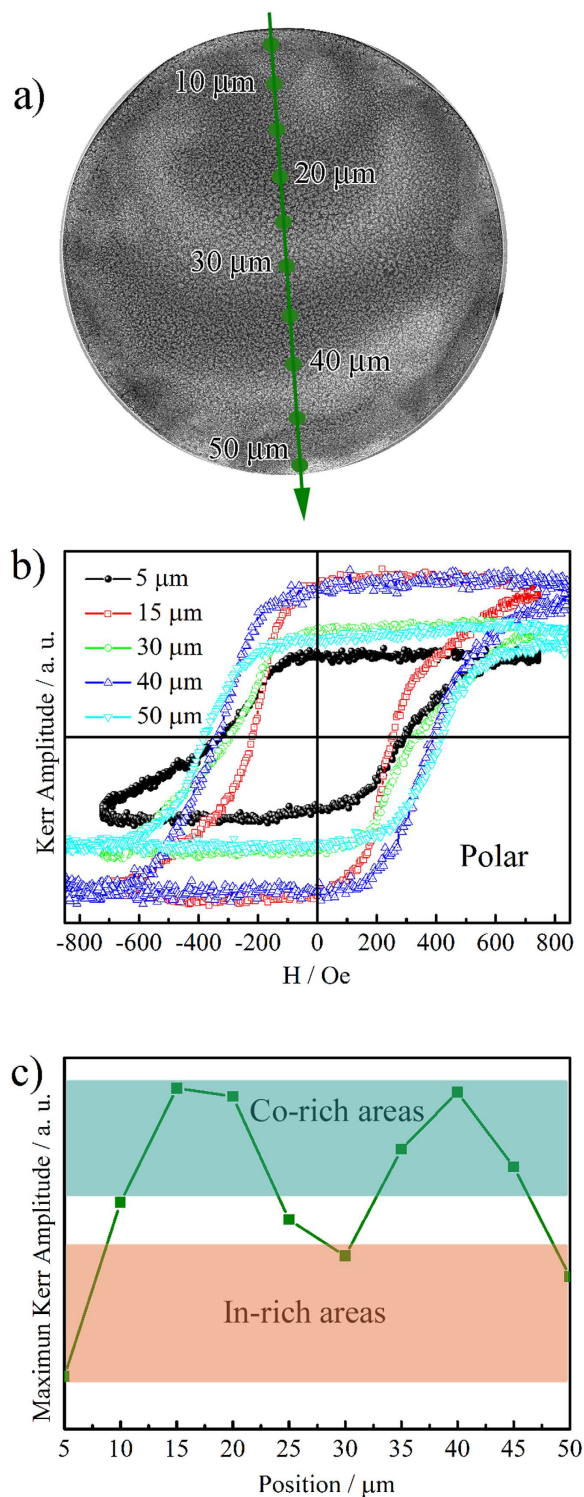 a)
10 μm
20 μm
30 μm
40 μm
50 μm
b)
5 μm
15 μm
30 μm
40 μm
50 μm
Kerr Amplitude / a. u.
Polar
-800 -600 -400 -200 0 200 400 600 800
H / Oe
c)
Maximun Kerr Amplitude / a. u.
Co-rich areas
In-rich areas
5 10 15 20 25 30 35 40 45 50
Position / μm